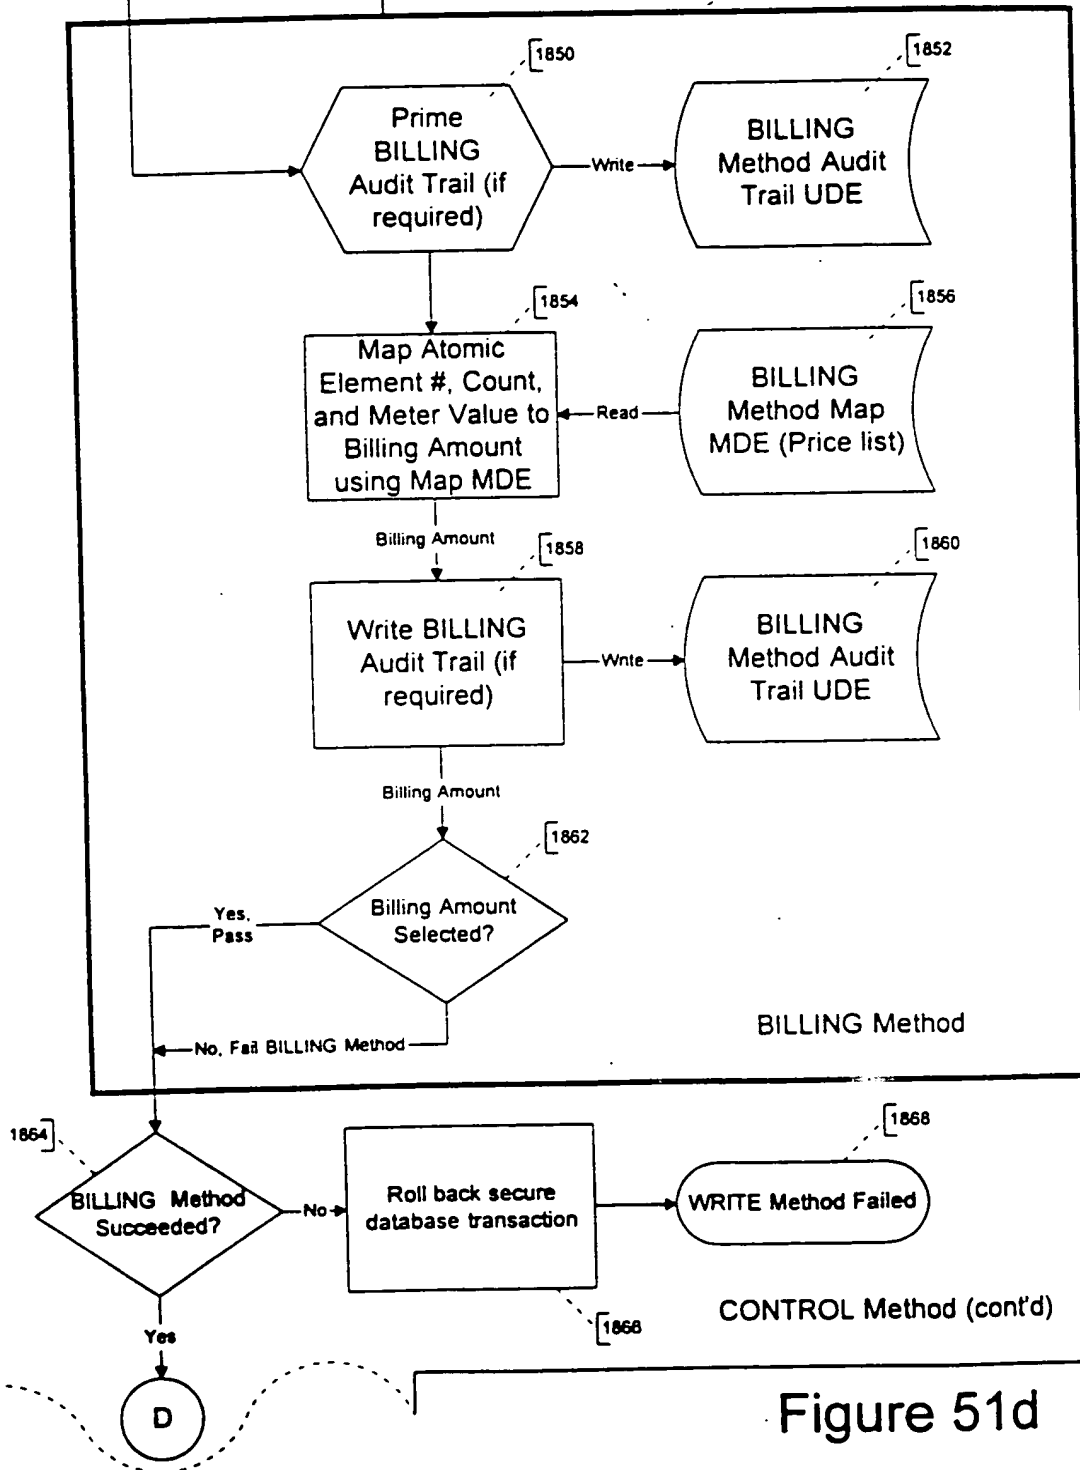 1850
Prime
BILLING
Audit Trail (if
required)
Write
1852
BILLING
Method Audit
Trail UDE
1854
Map Atomic
Element #, Count,
and Meter Value to
Billing Amount
using Map MDE
Read
1856
BILLING
Method Map
MDE (Price list)
Billing Amount
1858
Write BILLING
Audit Trail (if
required)
Write
1860
BILLING
Method Audit
Trail UDE
Billing Amount
1862
Billing Amount
Selected?
Yes,
Pass
No, Fail BILLING Method
BILLING Method
1864
BILLING Method
Succeeded?
No
Roll back secure
database transaction
1866
1868
WRITE Method Failed
CONTROL Method (cont'd)
Yes
D
Figure 51d